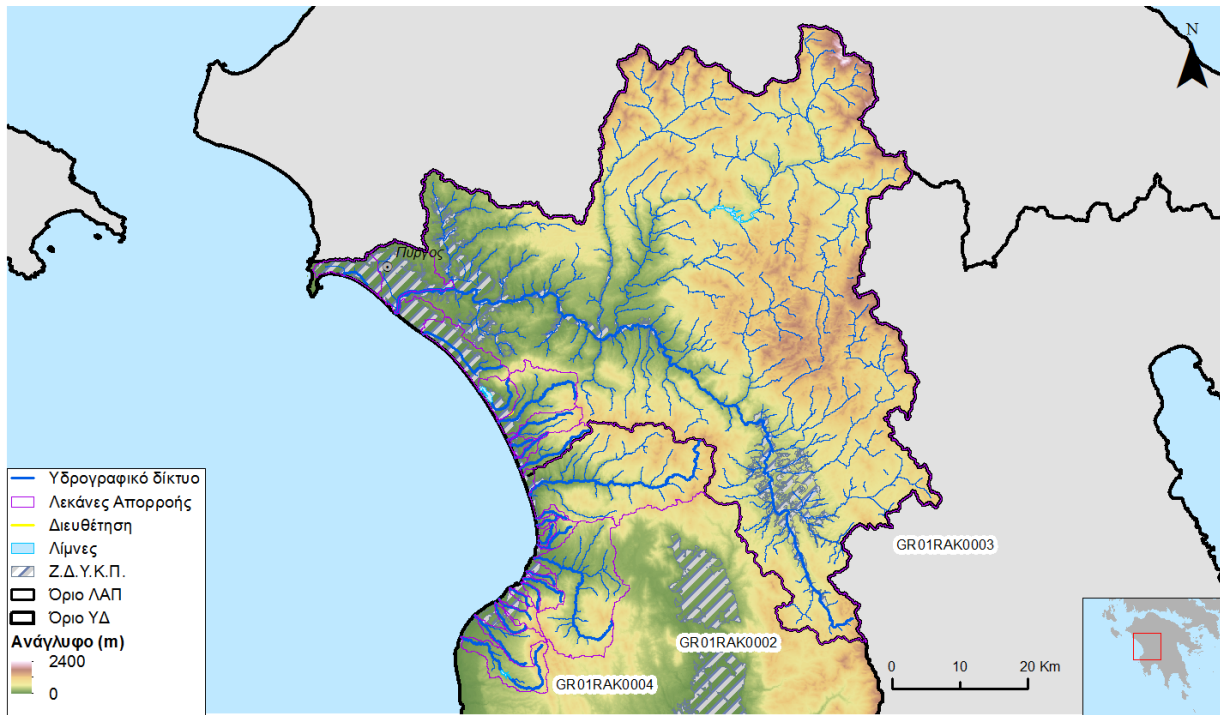 N
Πύργος
GR01RAK0003
GR01RAK0002
GR01RAK0004
Υδρογραφικό δίκτυο
Λεκάνες Απορροής
Διευθέτηση
Λίμνες
Ζ.Δ.Υ.Κ.Π.
Όριο ΛΑΠ
Όριο ΥΔ
Ανάγλυφο (m)
2400
0
0 10 20 Km